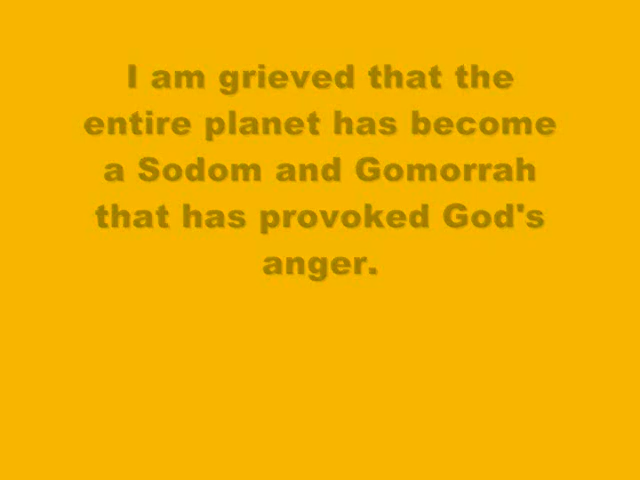 I am grieved that the
entire planet has become
a Sodom and Gomorrah
that has provoked God's
anger.